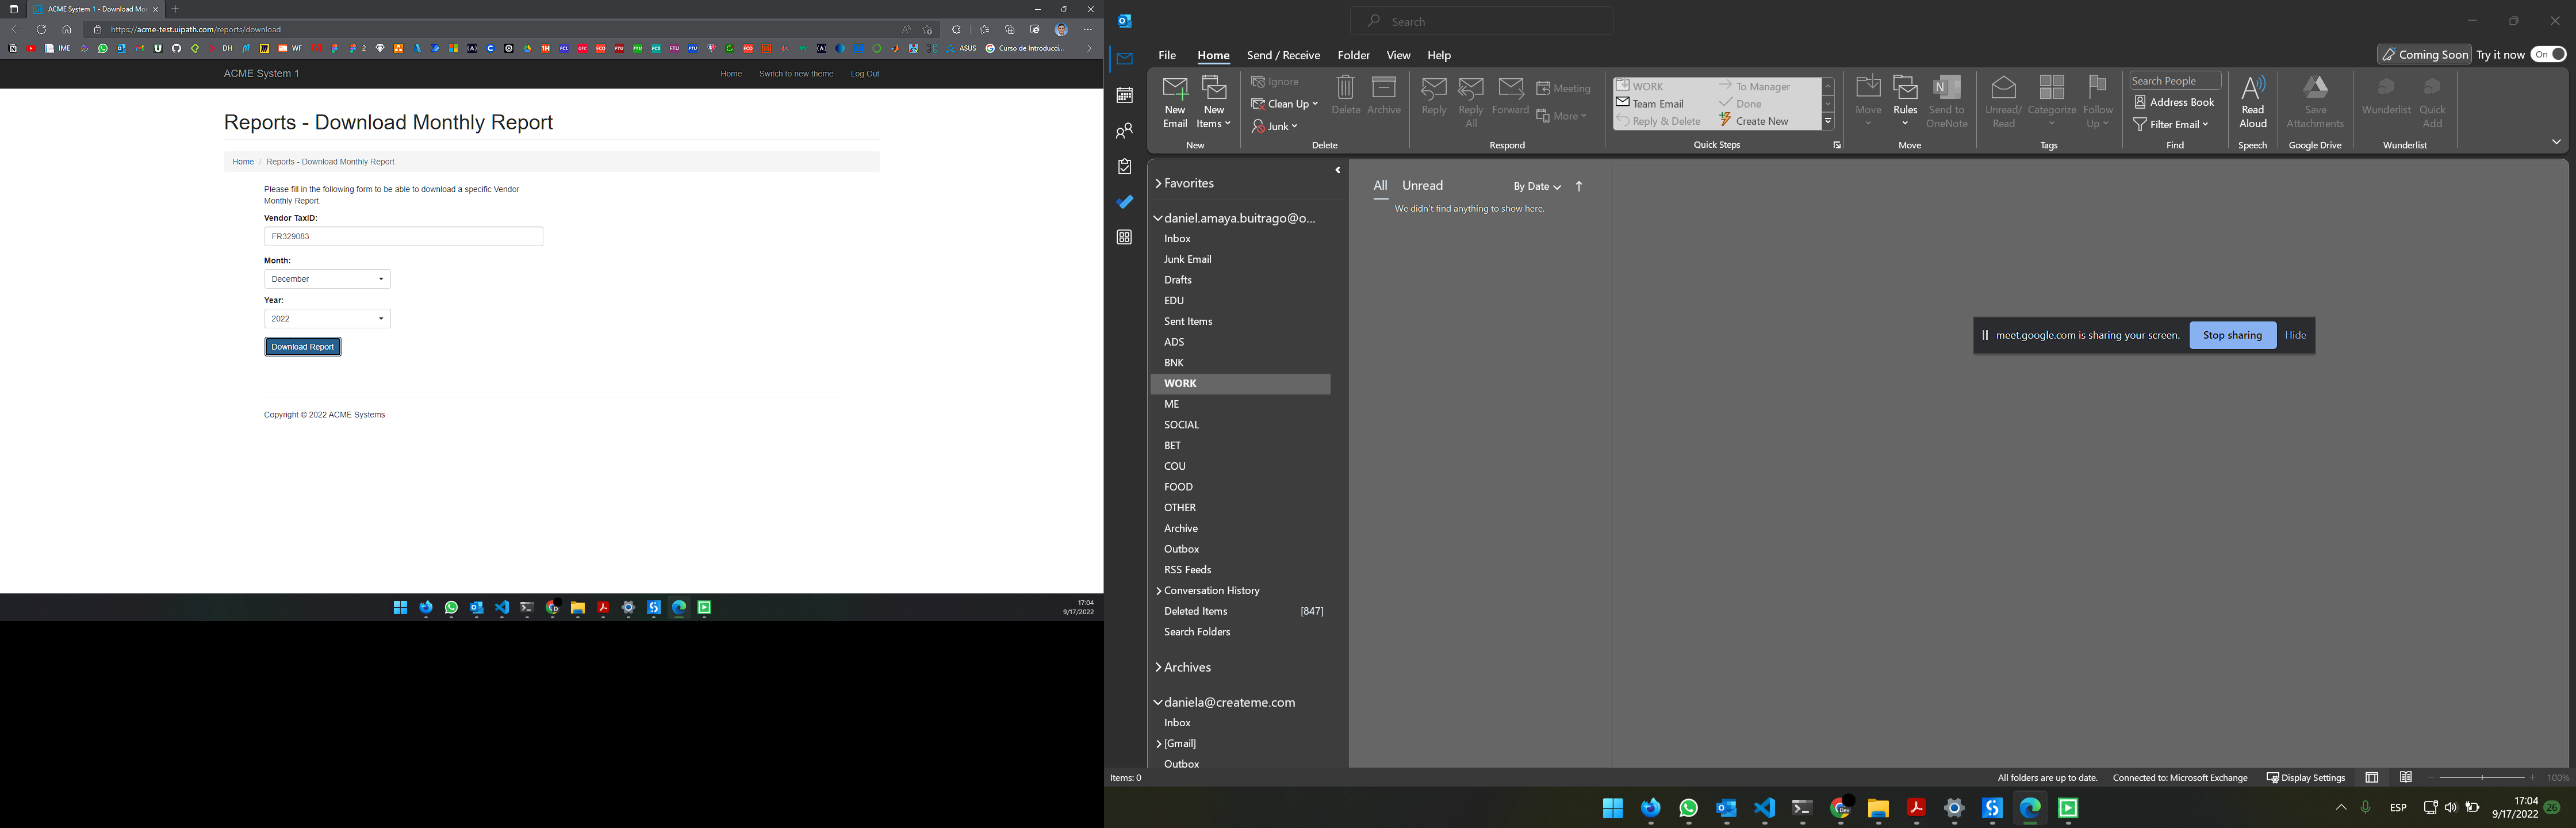 ACME System 1 - Download Mon
https://acme-test.uipath.com/reports/download
IME
DH
WF
2
ASUS
Curso de Introducci...
ACME System 1
Home
Switch to new theme
Log Out
Reports - Download Monthly Report
Home / Reports - Download Monthly Report
Please fill in the following form to be able to download a specific Vendor
Monthly Report.
Vendor TaxID:
FR329083
Month:
December
Year:
2022
Download Report
Copyright © 2022 ACME Systems
17:04
9/17/2022
Search
File
Home
Send / Receive
Folder
View
Help
Coming Soon
Try it now
On
New
Email
New
Items
New
Ignore
Clean Up
Junk
Delete
Archive
Delete
Reply
Reply
All
Forward
Meeting
More
Respond
WORK
Team Email
Reply & Delete
To Manager
Done
Create New
Quick Steps
Move
Rules
Send to
OneNote
Move
Unread/
Read
Categorize
Follow
Up
Tags
Search People
Address Book
Filter Email
Find
Read
Aloud
Speech
Save
Attachments
Google Drive
Wunderlist
Quick
Add
Wunderlist
Favorites
daniel.amaya.buitrago@o...
Inbox
Junk Email
Drafts
EDU
Sent Items
ADS
BNK
WORK
ME
SOCIAL
BET
COU
FOOD
OTHER
Archive
Outbox
RSS Feeds
Conversation History
Deleted Items [847]
Search Folders
Archives
daniela@createme.com
Inbox
[Gmail]
Outbox
All
Unread
By Date
We didn't find anything to show here.
meet.google.com is sharing your screen.
Stop sharing
Hide
Items: 0
All folders are up to date.
Connected to: Microsoft Exchange
Display Settings
100%
ESP
17:04
9/17/2022
26